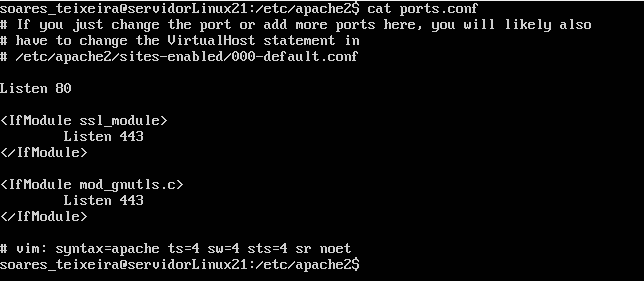 soares_teixeira@servidorLinux21:/etc/apache2$ cat ports.conf
# If you just change the port or add more ports here, you will likely also
# have to change the VirtualHost statement in
# /etc/apache2/sites-enabled/000-default.conf

Listen 80

<IfModule ssl_module>
        Listen 443
</IfModule>

<IfModule mod_gnutls.c>
        Listen 443
</IfModule>

# vim: syntax=apache ts=4 sw=4 sts=4 sr noet
soares_teixeira@servidorLinux21:/etc/apache2$